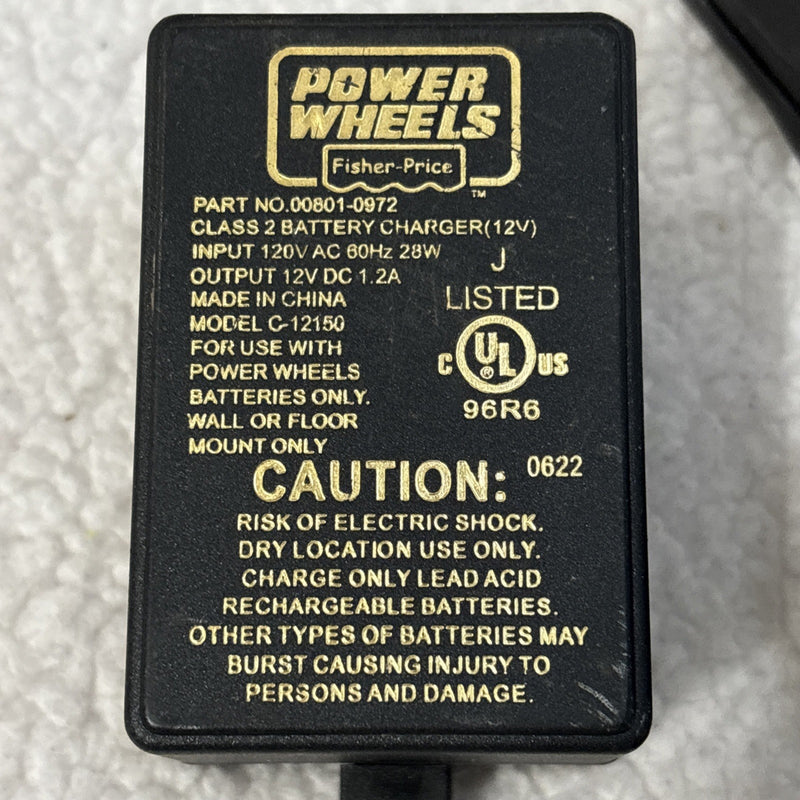 POWER
WHEELS
Fisher-Price
™
PART NO.00801-0972
CLASS 2 BATTERY CHARGER(12V)
INPUT 120V AC 60Hz 28W
OUTPUT 12V DC 1.2A
MADE IN CHINA
MODEL C-12150
FOR USE WITH
POWER WHEELS
BATTERIES ONLY.
WALL OR FLOOR
MOUNT ONLY
J
LISTED
C UL ® US
96R6
CAUTION: 0622
RISK OF ELECTRIC SHOCK.
DRY LOCATION USE ONLY.
CHARGE ONLY LEAD ACID
RECHARGEABLE BATTERIES.
OTHER TYPES OF BATTERIES MAY
BURST CAUSING INJURY TO
PERSONS AND DAMAGE.